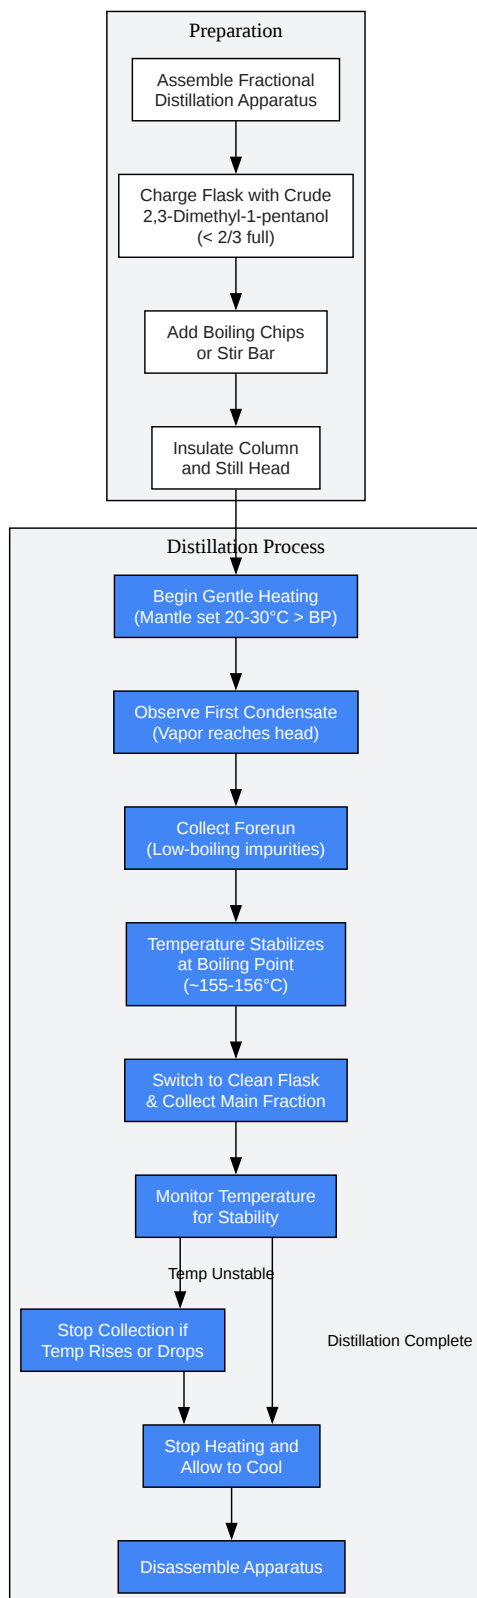 Preparation
Assemble Fractional
Distillation Apparatus
Charge Flask with Crude
2,3-Dimethyl-1-pentanol
(< 2/3 full)
Add Boiling Chips
or Stir Bar
Insulate Column
and Still Head
Distillation Process
Begin Gentle Heating
(Mantle set 20-30°C > BP)
Observe First Condensate
(Vapor reaches head)
Collect Forerun
(Low-boiling impurities)
Temperature Stabilizes
at Boiling Point
(~155-156°C)
Switch to Clean Flask
& Collect Main Fraction
Monitor Temperature
for Stability
Temp Unstable
Stop Collection if
Temp Rises or Drops
Distillation Complete
Stop Heating and
Allow to Cool
Disassemble Apparatus